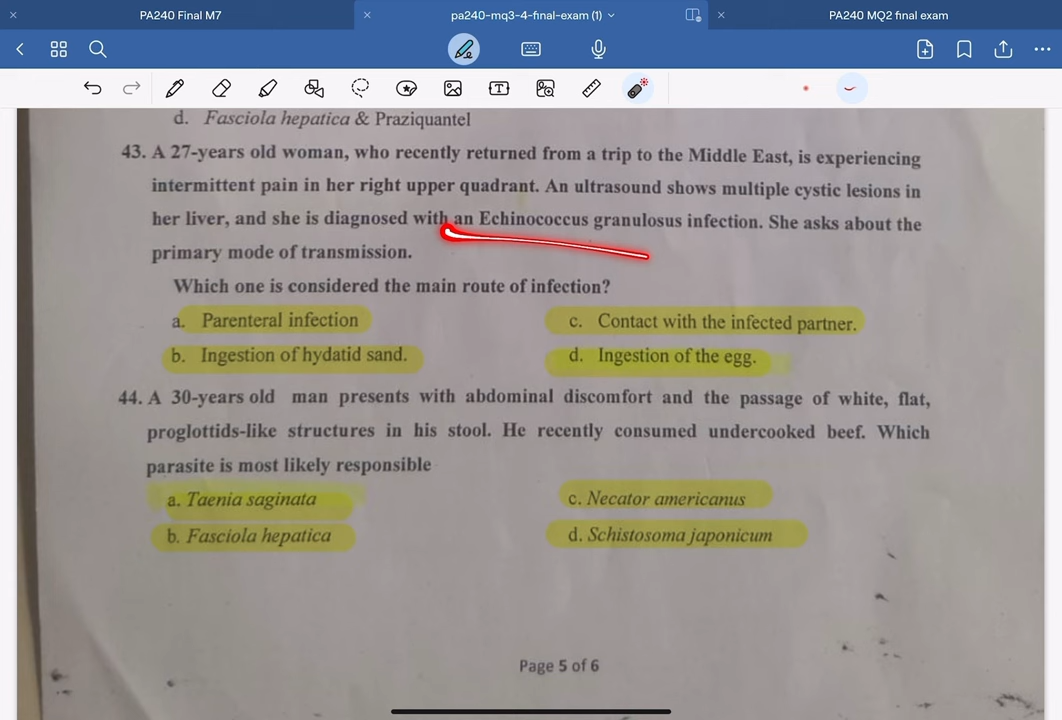 PA240 Final M7
pa240-mq3-4-final-exam (1)
PA240 MQ2 final exam
d. Fasciola hepatica & Praziquantel
43. A 27-years old woman, who recently returned from a trip to the Middle East, is experiencing
intermittent pain in her right upper quadrant. An ultrasound shows multiple cystic lesions in
her liver, and she is diagnosed with an Echinococcus granulosus infection. She asks about the
primary mode of transmission.
Which one is considered the main route of infection?
a. Parenteral infection
c. Contact with the infected partner.
b. Ingestion of hydatid sand.
d. Ingestion of the egg.
44. A 30-years old man presents with abdominal discomfort and the passage of white, flat,
proglottids-like structures in his stool. He recently consumed undercooked beef. Which
parasite is most likely responsible
a. Taenia saginata
c. Necator americanus
b. Fasciola hepatica
d. Schistosoma japonicum
Page 5 of 6